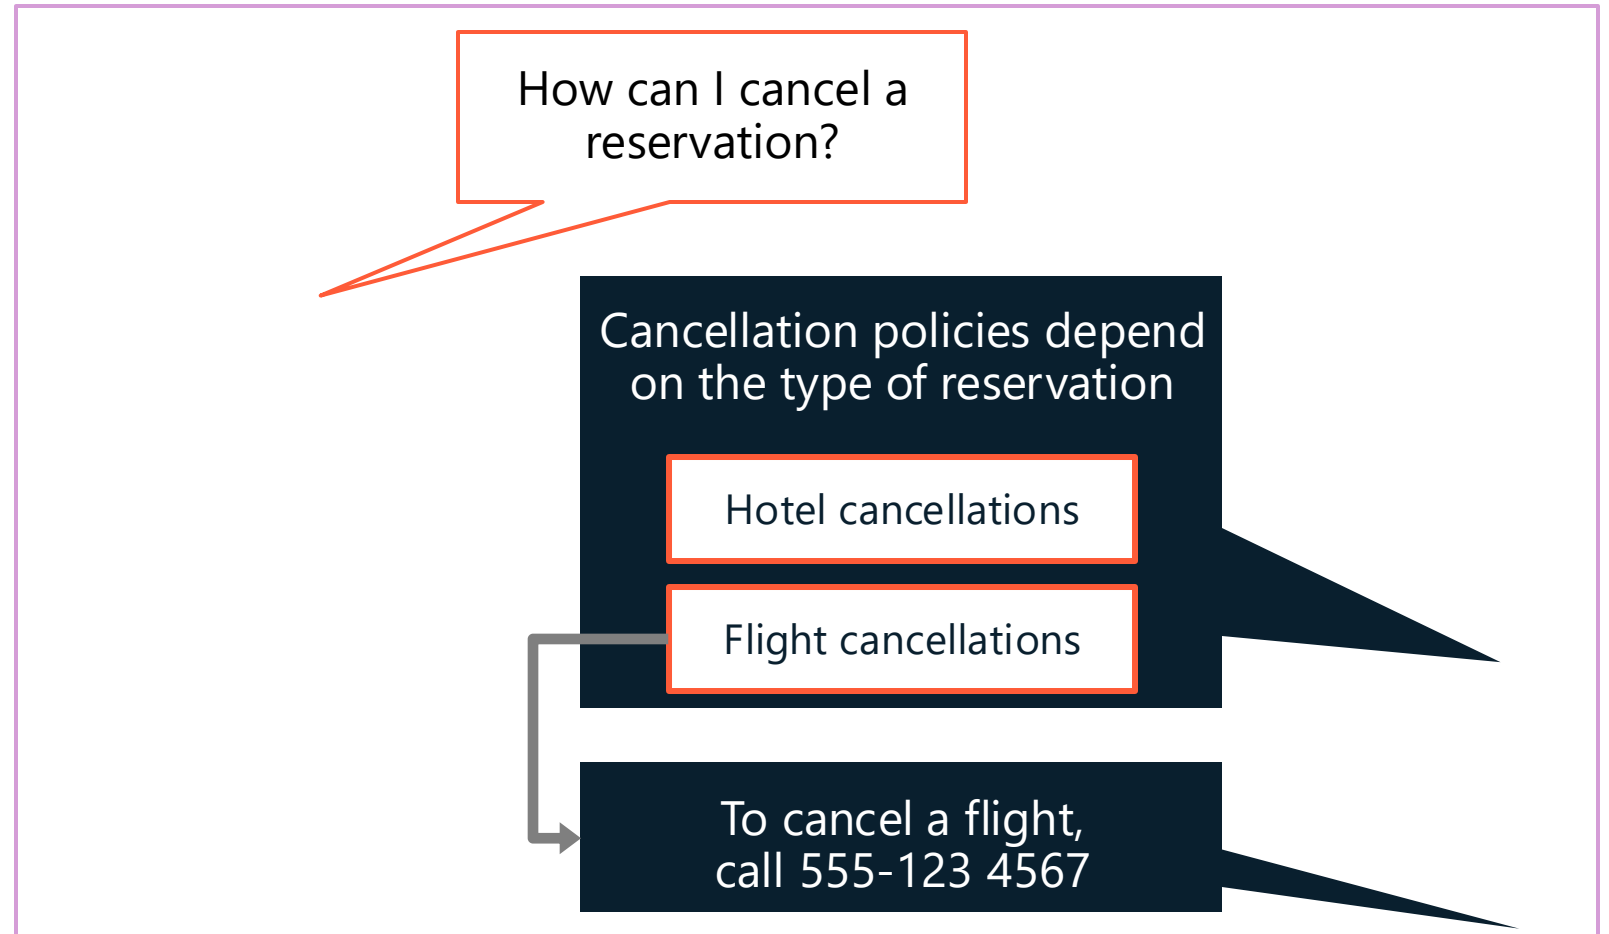 How can I cancel a
reservation?
Cancellation policies depend
on the type of reservation
Hotel cancellations
Flight cancellations
To cancel a flight,
call 555-123 4567